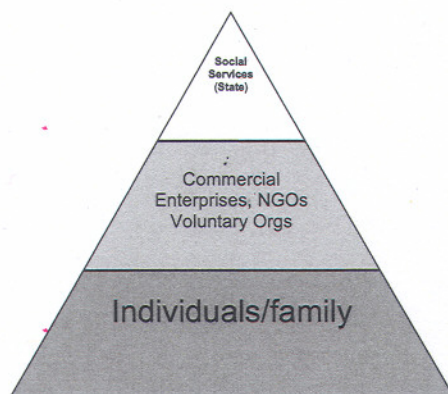 Social
Services
(State)
Commercial
Enterprises, NGOs
Voluntary Orgs
Individuals/family